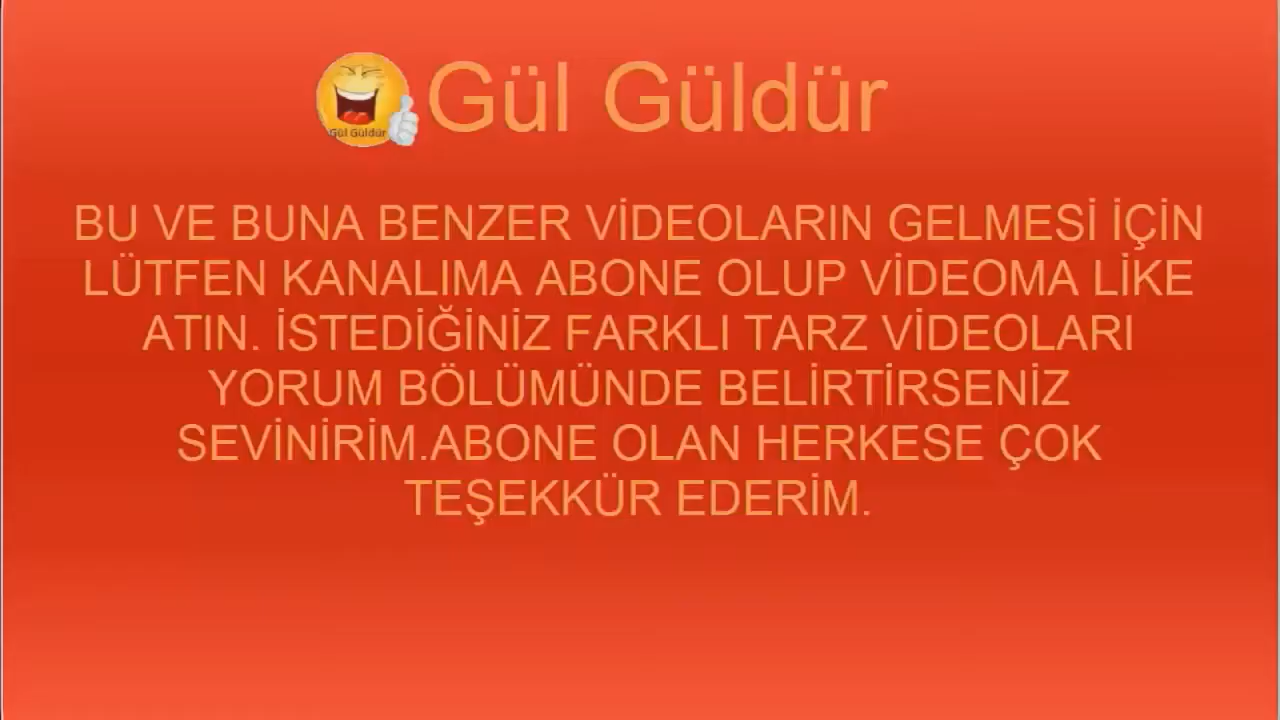 Gül Güldür
Gül Güldür
BU VE BUNA BENZER VİDEOLARIN GELMESİ İÇİN
LÜTFEN KANALIMA ABONE OLUP VİDEOMA LİKE
ATIN. İSTEDİĞİNİZ FARKLI TARZ VİDEOLARI
YORUM BÖLÜMÜNDE BELİRTİRSENİZ
SEVİNİRİM.ABONE OLAN HERKESE ÇOK
TEŞEKKÜR EDERİM.